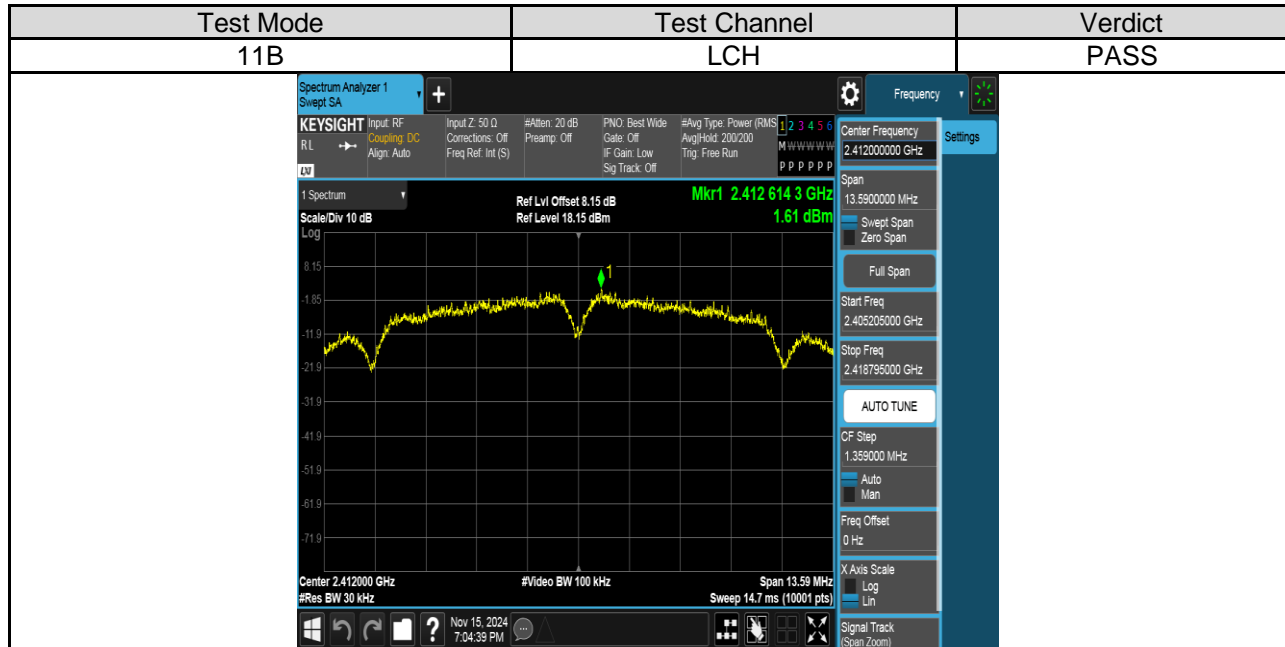 Test Mode Test Channel Verdict
11B LCH PASS
Spectrum Analyzer 1
Swept SA
+
Frequency
KEYSIGHT
RL
LXI
Input: RF
Coupling: DC
Align: Auto
Input Z: 50 Ω
Corrections: Off
Freq Ref: Int (S)
#Atten: 20 dB
Preamp: Off
PNO: Best Wide
Gate: Off
IF Gain: Low
Sig Track: Off
#Avg Type: Power (RMS
Avg|Hold: 200/200
Trig: Free Run
1 2 3 4 5 6
M W W W W W
P P P P P P
1 Spectrum
Scale/Div 10 dB
Log
Ref Lvl Offset 8.15 dB
Ref Level 18.15 dBm
Mkr1 2.412 614 3 GHz
1.61 dBm
8.15
-1.85
-11.9
-21.9
-31.9
-41.9
-51.9
-61.9
-71.9
1
Center 2.412000 GHz
#Res BW 30 kHz
#Video BW 100 kHz
Span 13.59 MHz
Sweep 14.7 ms (10001 pts)
?
Nov 15, 2024
7:04:39 PM
Center Frequency
2.412000000 GHz
Span
13.5900000 MHz
Swept Span
Zero Span
Full Span
Start Freq
2.405205000 GHz
Stop Freq
2.418795000 GHz
AUTO TUNE
CF Step
1.359000 MHz
Auto
Man
Freq Offset
0 Hz
X Axis Scale
Log
Lin
Signal Track
(Span Zoom)
Settings